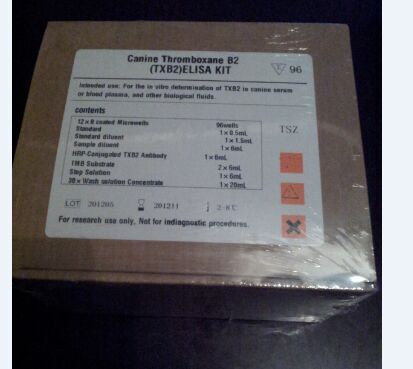 Canine Thromboxane B2
(TXB2)ELISA KIT
Σ 96
Intended use: For the in vitro determination of TXB2 in canine serum
or blood plasma, and other biological fluids.
contents
12×8 coated Microwells 96wells
Standard 1×0.5mL
Standard diluent 1×1.5mL
Sample diluent 1×6mL
HRP-Conjugated TXB2 Antibody 1×6mL
TMB Substrate 2×6mL
Stop Solution 1×6mL
30×Wash solution Concentrate 1×20mL
TSZ
LOT 201205 201211 2-8℃
For research use only, Not for indiagnostic procedures.